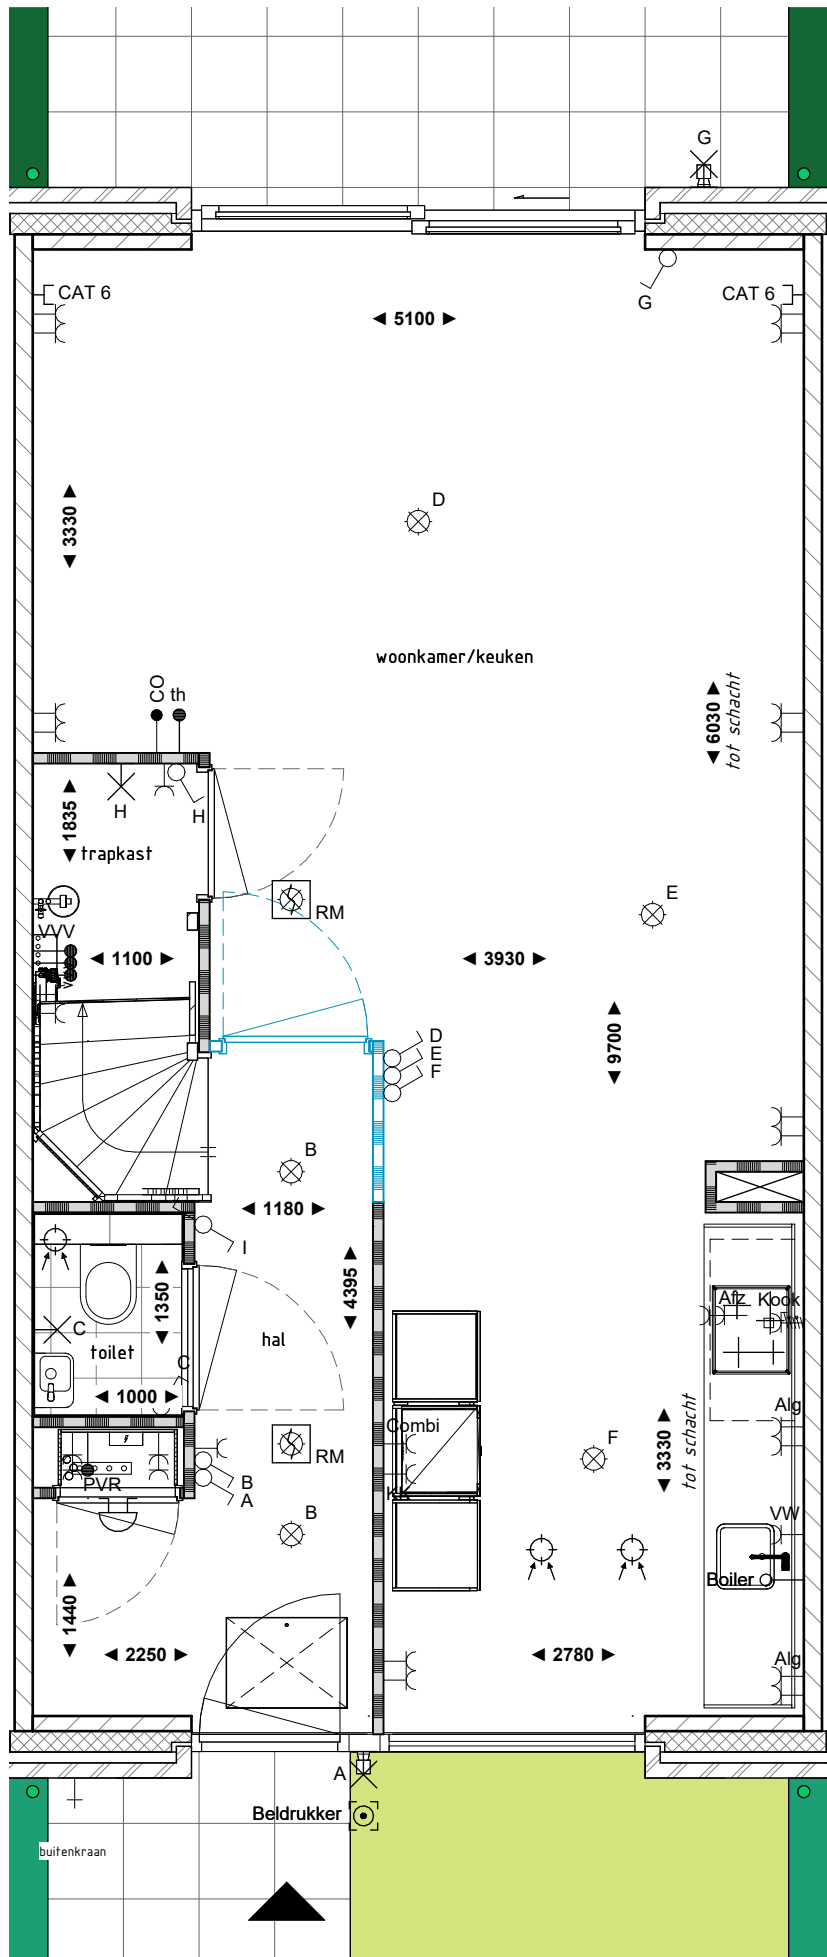 G
CAT 6
G
CAT 6
5100
3330
D
woonkamer/keuken
CO
th
6030
tot schacht
H
H
1835
trapkast
RM
E
VVV
1100
3930
9700
D
E
F
B
1180
I
4395
1350
C
toilet
hal
C
1000
Afz
Kook
Alg
Combi
RM
F
3330
tot schacht
KK
PVR
B
A
B
VW
Boiler
1440
2250
2780
Alg
A
Beldrukker
buitenkraan